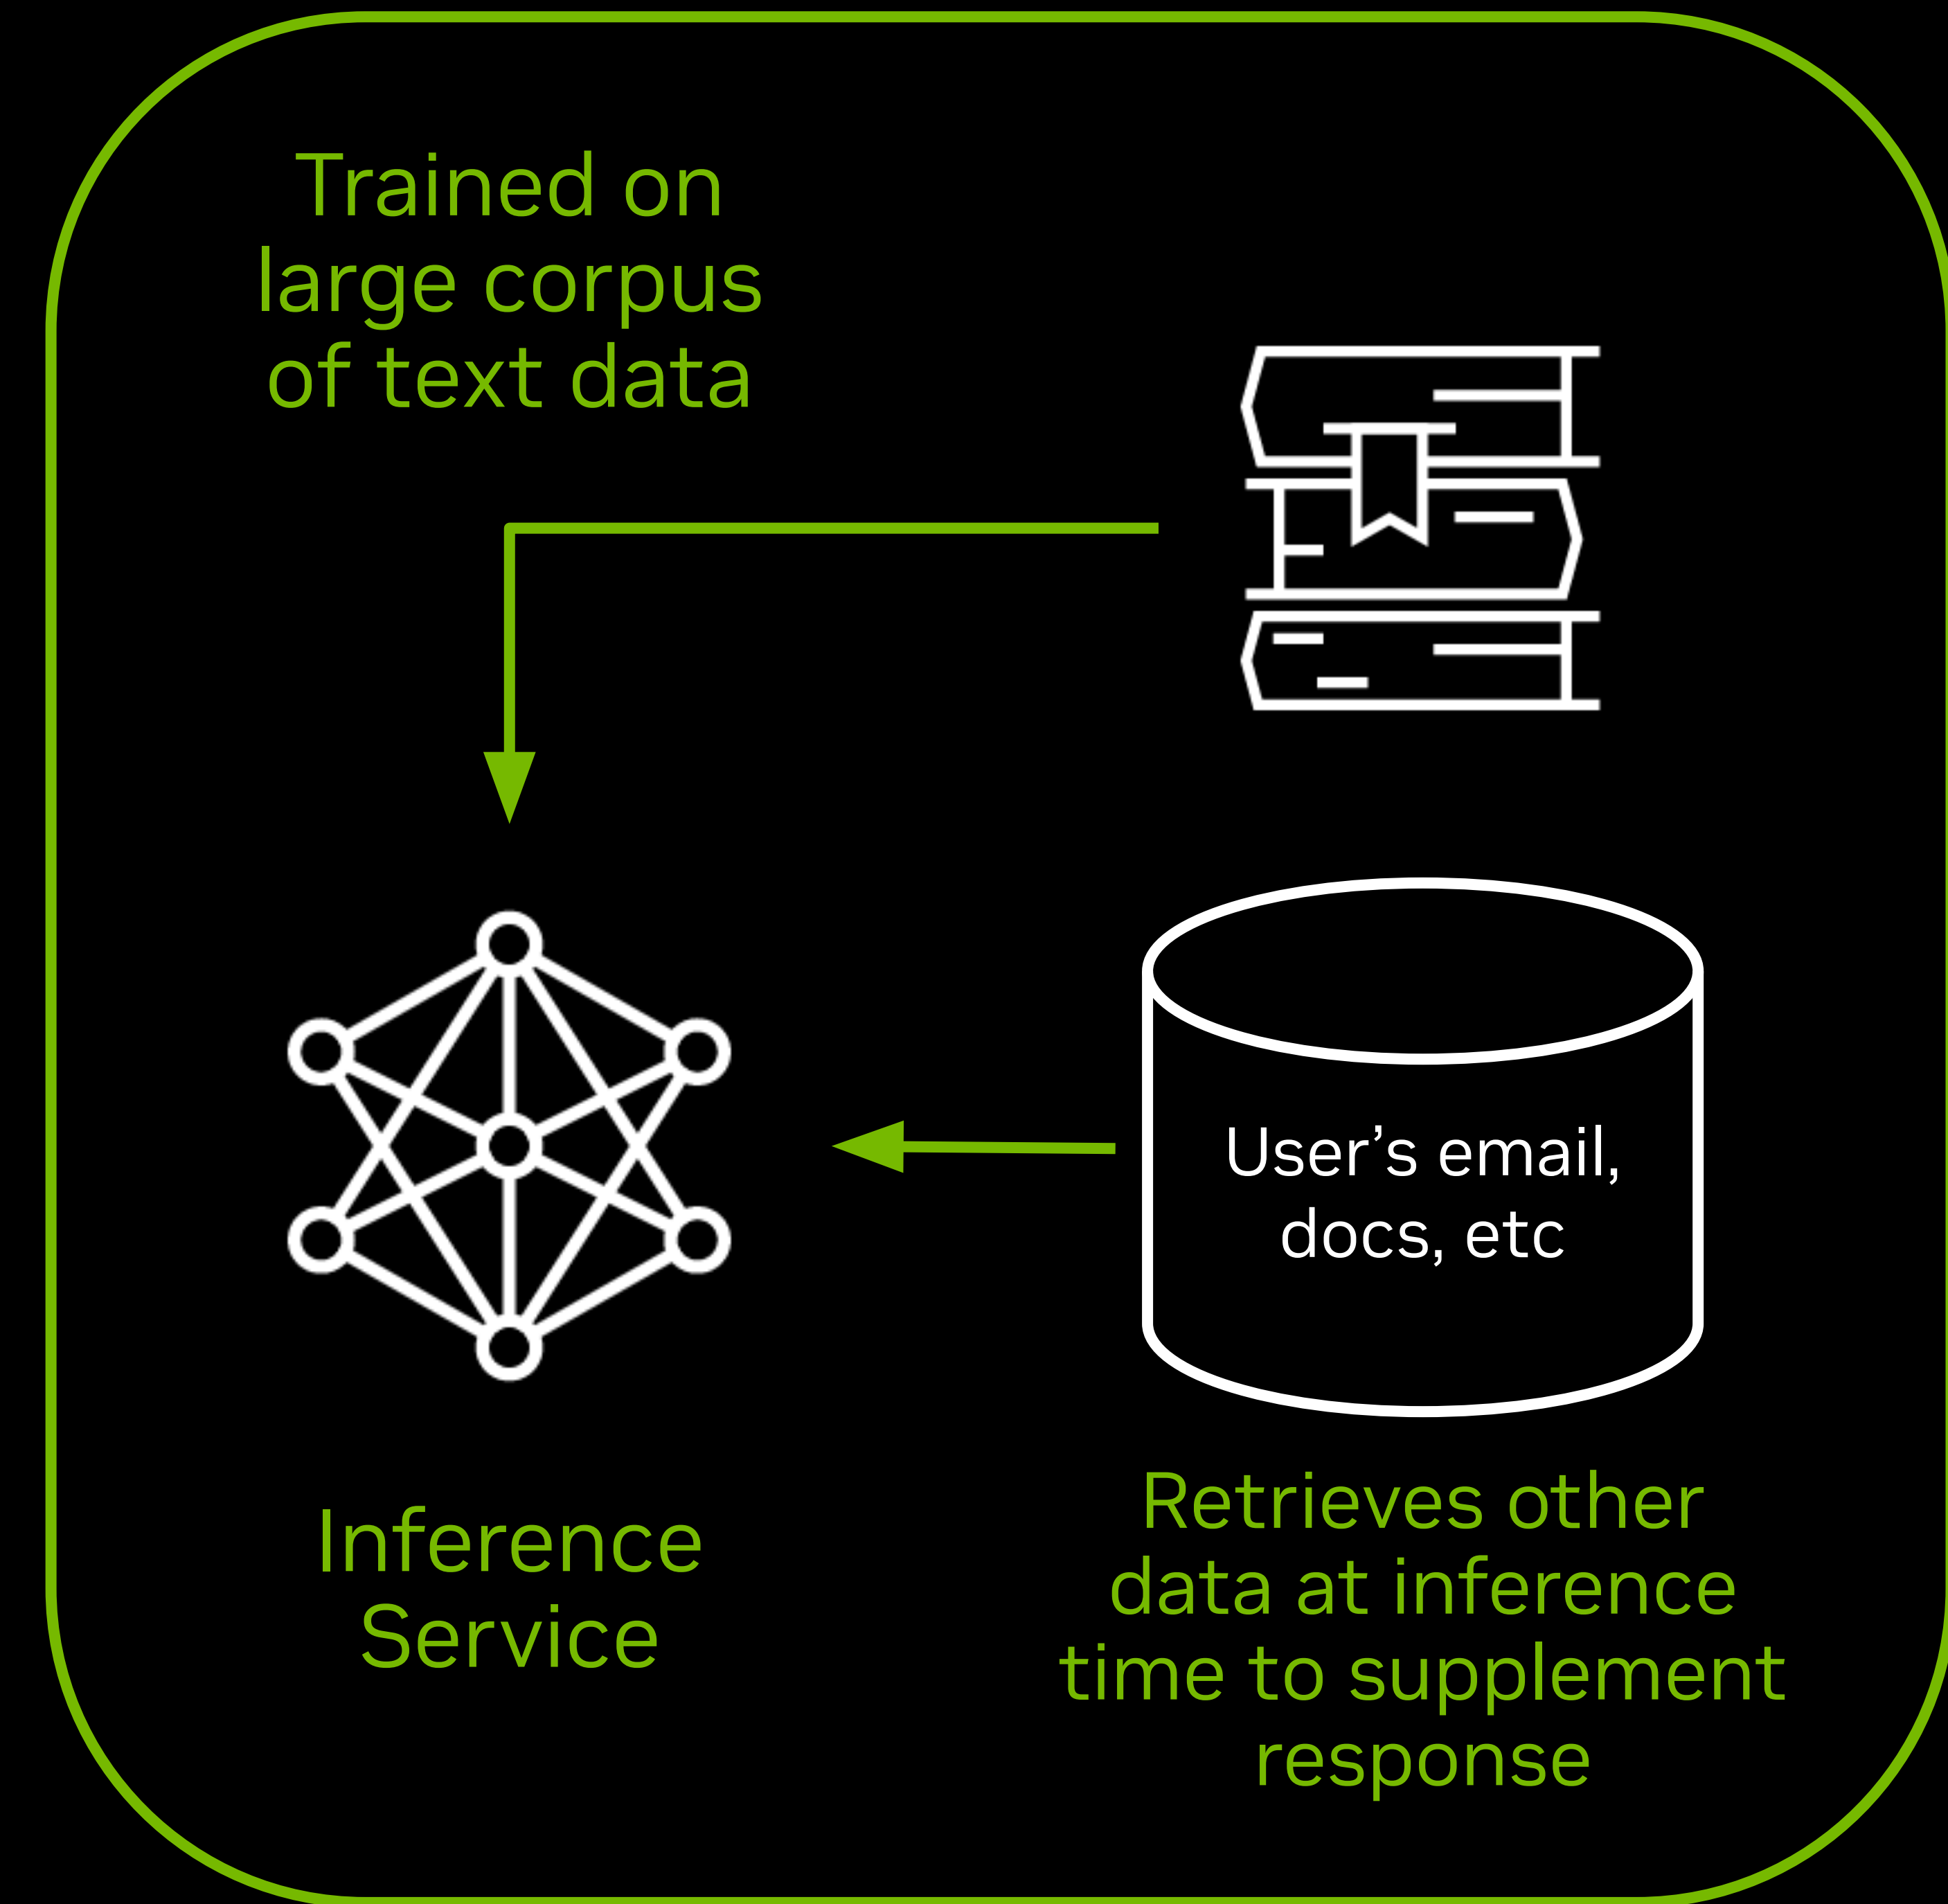 Trained on
large corpus
of text data
User’s email,
docs, etc
Inference
Service
Retrieves other
data at inference
time to supplement
response